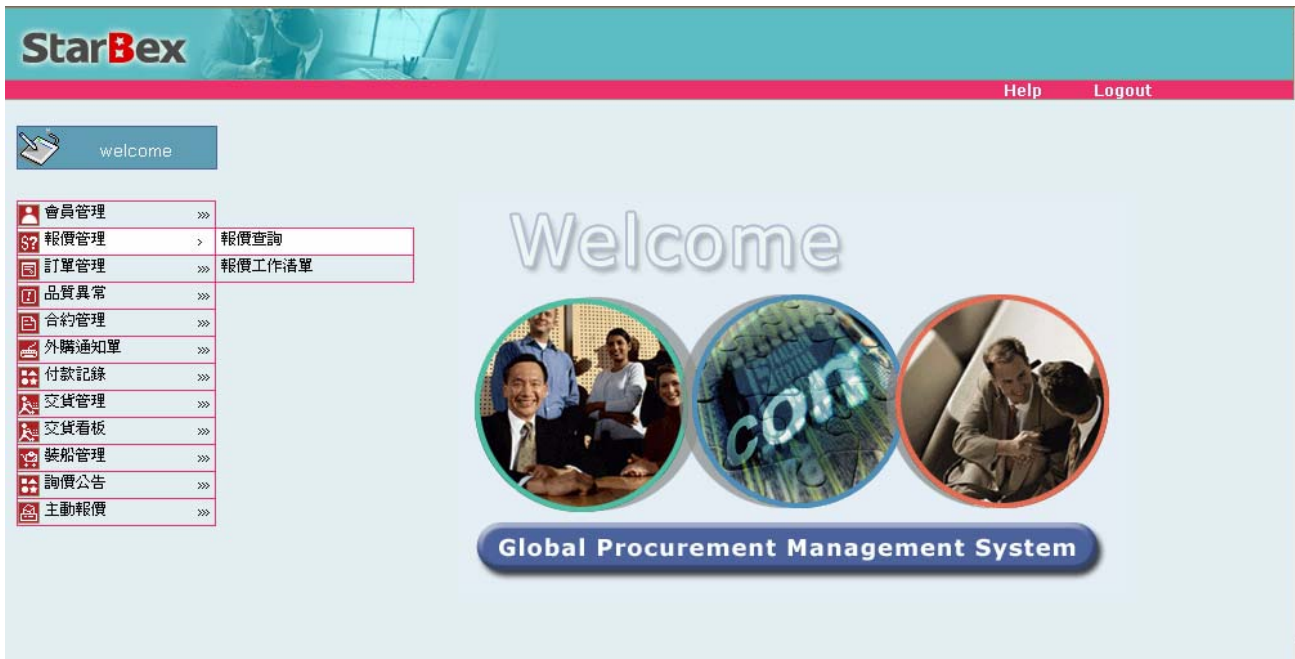 StarBex
Help Logout
welcome
會員管理
報價管理 報價查詢
訂單管理 報價工作清單
品質異常
合約管理
外購通知單
付款記錄
交貨管理
交貨看板
裝船管理
詢價公告
主動報價
Welcome
con
Global Procurement Management System